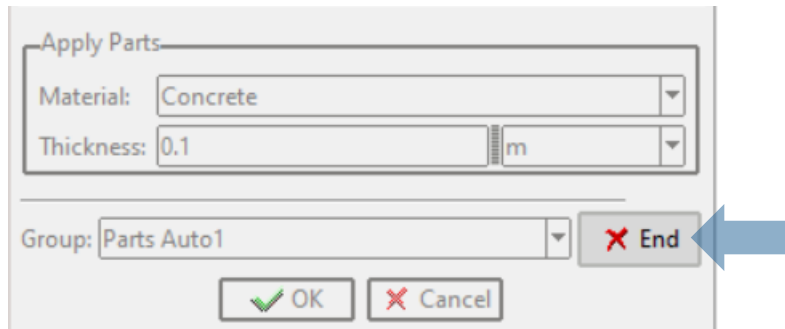 Apply Parts
Material: Concrete
Thickness: 0.1 m
Group: Parts Auto1 End
OK Cancel